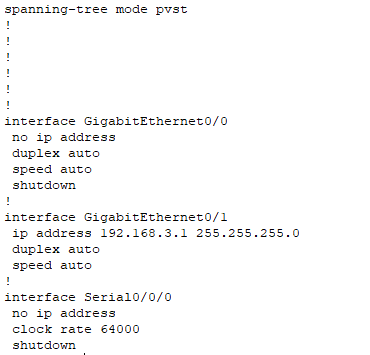 spanning-tree mode pvst
!
!
!
!
!
!
interface GigabitEthernet0/0
 no ip address
 duplex auto
 speed auto
 shutdown
!
interface GigabitEthernet0/1
 ip address 192.168.3.1 255.255.255.0
 duplex auto
 speed auto
!
interface Serial0/0/0
 no ip address
 clock rate 64000
 shutdown